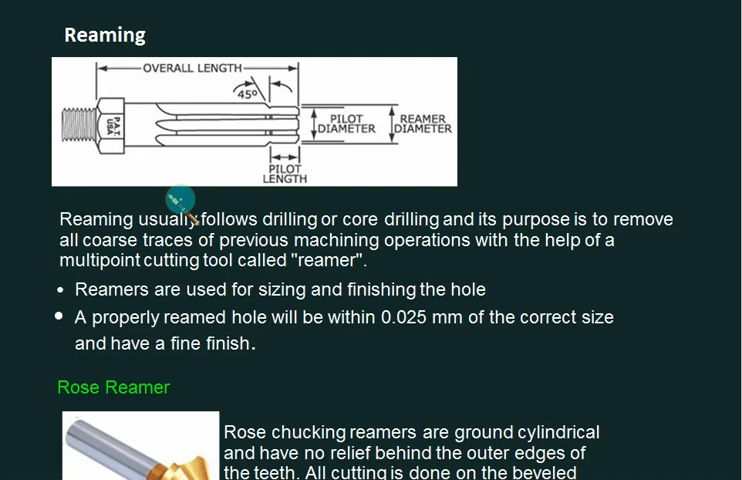 Reaming
OVERALL LENGTH
45°
P.A.T.
USA
PILOT
DIAMETER
REAMER
DIAMETER
PILOT
LENGTH
Reaming usually follows drilling or core drilling and its purpose is to remove
all coarse traces of previous machining operations with the help of a
multipoint cutting tool called "reamer".
• Reamers are used for sizing and finishing the hole
• A properly reamed hole will be within 0.025 mm of the correct size
and have a fine finish.
Rose Reamer
Rose chucking reamers are ground cylindrical
and have no relief behind the outer edges of
the teeth. All cutting is done on the beveled